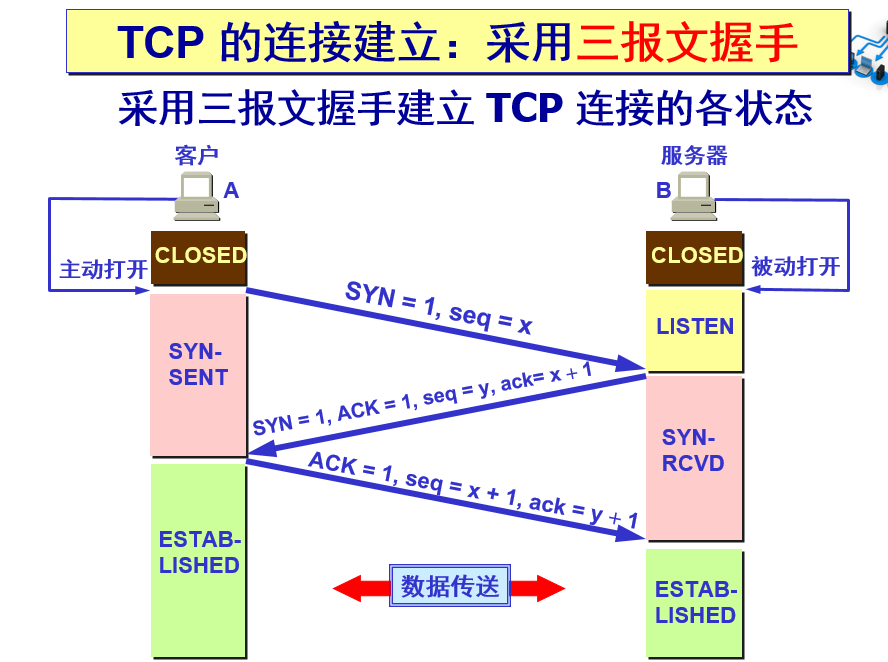 TCP 的连接建立：采用三报文握手
采用三报文握手建立 TCP 连接的各状态
客户
服务器
A
B
CLOSED
CLOSED
主动打开
被动打开
SYN = 1, seq = x
LISTEN
SYN-
SENT
SYN = 1, ACK = 1, seq = y, ack= x + 1
SYN-
RCVD
ACK = 1, seq = x + 1, ack = y + 1
ESTAB-
LISHED
数据传送
ESTAB-
LISHED